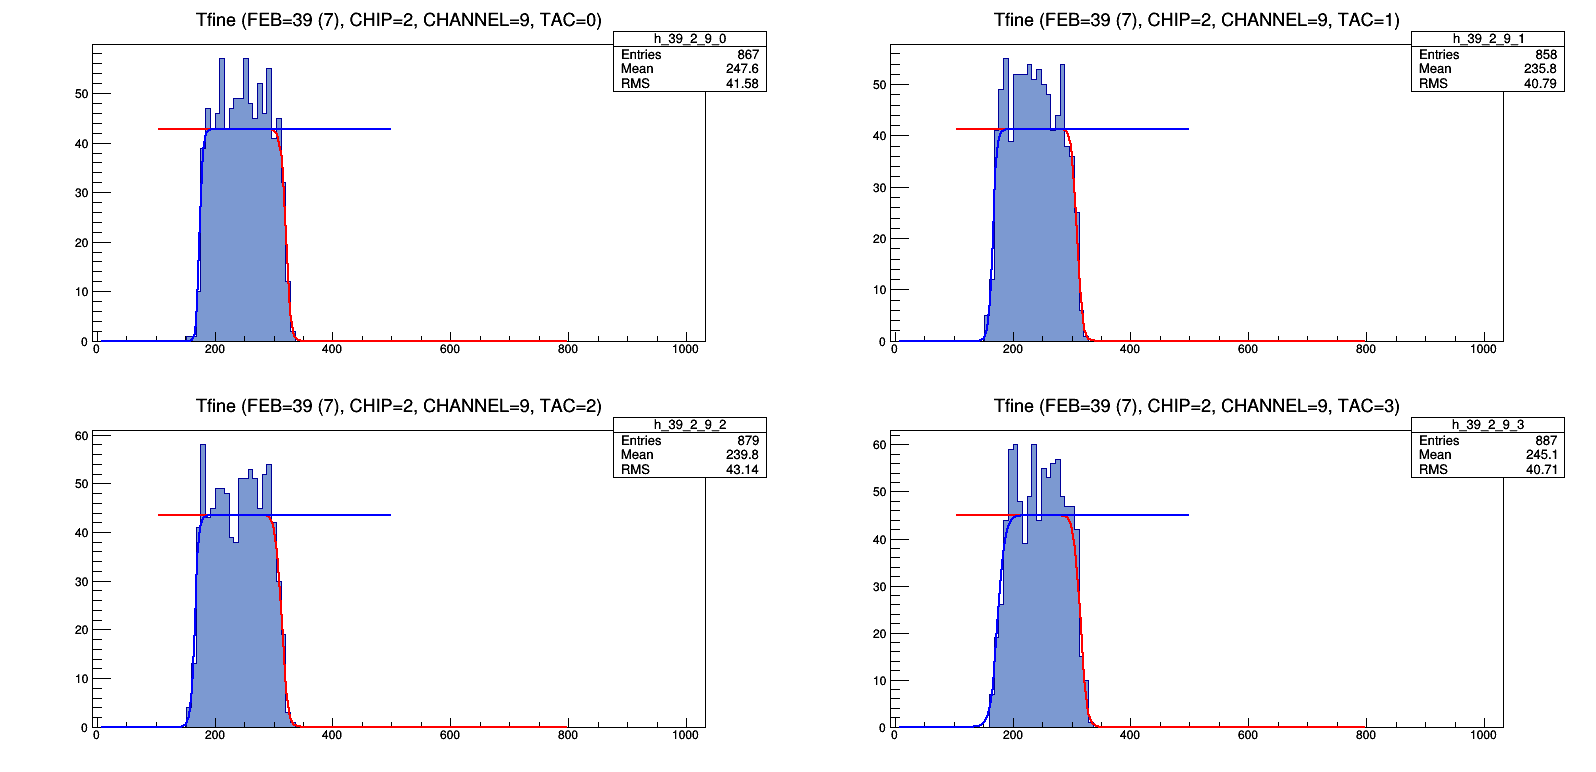 Tfine (FEB=39 (7), CHIP=2, CHANNEL=9, TAC=0)
h_39_2_9_0
Entries 867
Mean 247.6
RMS 41.58
50
40
30
20
10
0
0 200 400 600 800 1000
Tfine (FEB=39 (7), CHIP=2, CHANNEL=9, TAC=1)
h_39_2_9_1
Entries 858
Mean 235.8
RMS 40.79
50
40
30
20
10
0
0 200 400 600 800 1000
Tfine (FEB=39 (7), CHIP=2, CHANNEL=9, TAC=2)
h_39_2_9_2
Entries 879
Mean 239.8
RMS 43.14
60
50
40
30
20
10
0
0 200 400 600 800 1000
Tfine (FEB=39 (7), CHIP=2, CHANNEL=9, TAC=3)
h_39_2_9_3
Entries 887
Mean 245.1
RMS 40.71
60
50
40
30
20
10
0
0 200 400 600 800 1000